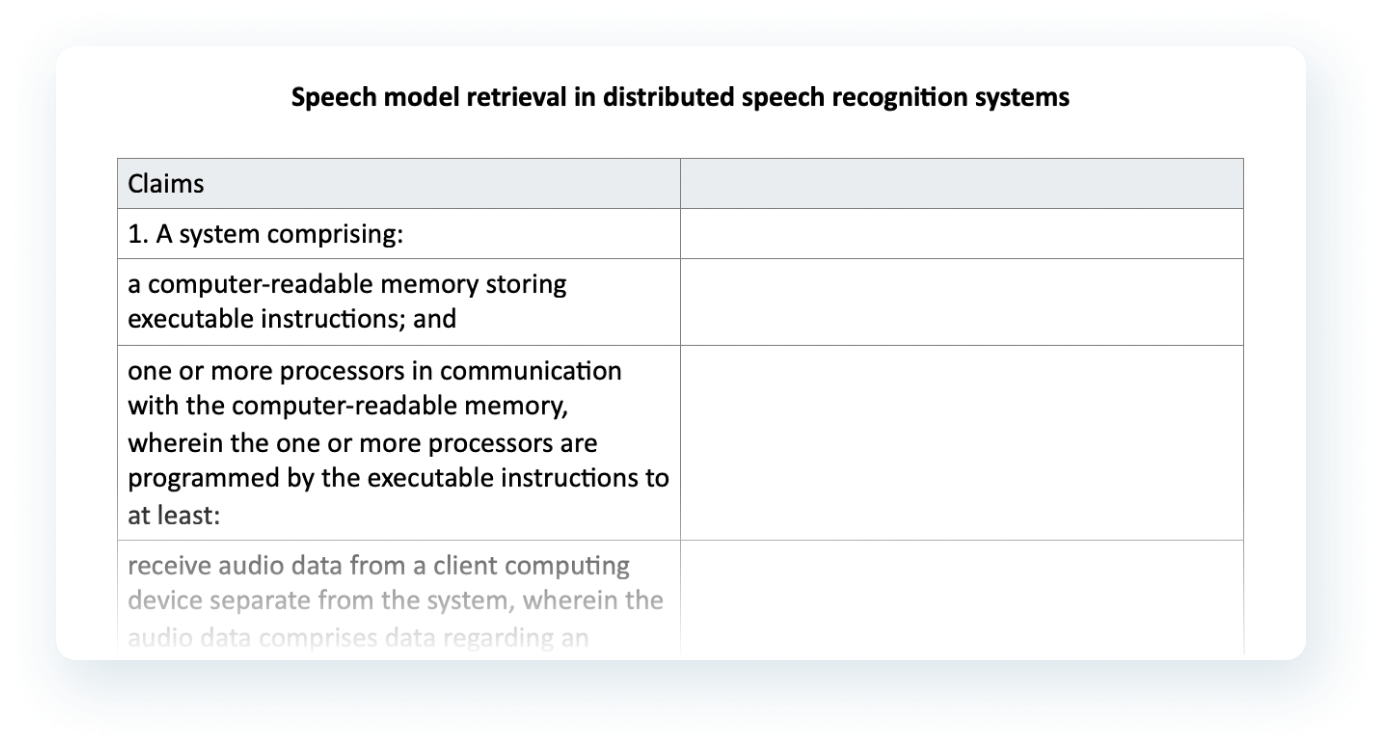 Speech model retrieval in distributed speech recognition systems
Claims
1. A system comprising:
a computer-readable memory storing
executable instructions; and
one or more processors in communication
with the computer-readable memory,
wherein the one or more processors are
programmed by the executable instructions to
at least:
receive audio data from a client computing
device separate from the system, wherein the
audio data comprises data regarding an